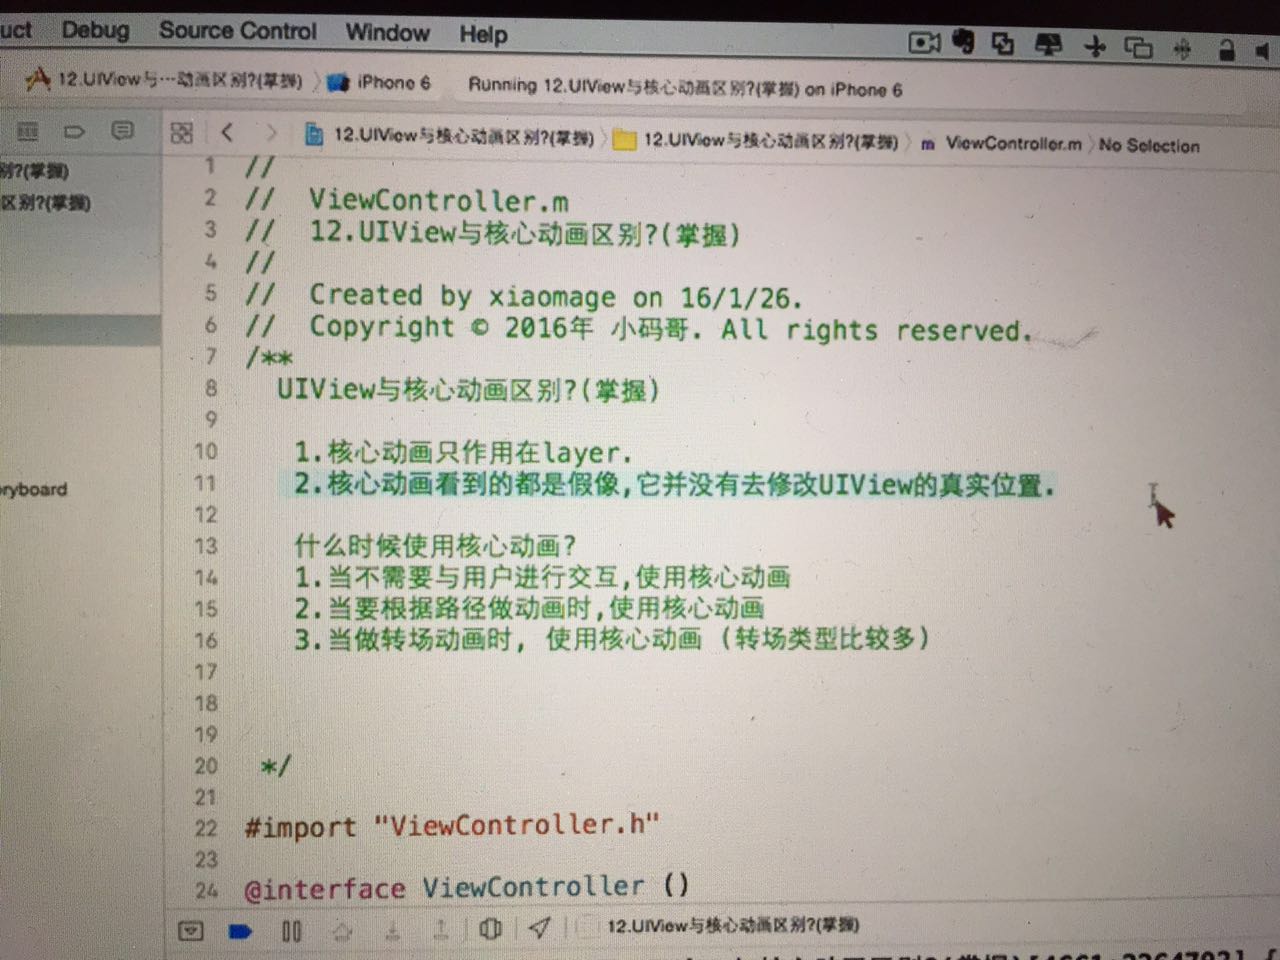 uct Debug Source Control Window Help
12.UIView与…动画区别?(掌握) iPhone 6 Running 12.UIView与核心动画区别?(掌握) on iPhone 6
12.UIView与核心动画区别?(掌握) 12.UIView与核心动画区别?(掌握) m ViewController.m No Selection
别?(掌握)
区别?(掌握)
oryboard
1 //
2 // ViewController.m
3 // 12.UIView与核心动画区别?(掌握)
4 //
5 // Created by xiaomage on 16/1/26.
6 // Copyright © 2016年 小码哥. All rights reserved.
7 /**
8 UIView与核心动画区别?(掌握)
9
10 1.核心动画只作用在layer.
11 2.核心动画看到的都是假像,它并没有去修改UIView的真实位置.
12
13 什么时候使用核心动画?
14 1.当不需要与用户进行交互,使用核心动画
15 2.当要根据路径做动画时,使用核心动画
16 3.当做转场动画时, 使用核心动画 (转场类型比较多)
17
18
19
20 */
21
22 #import "ViewController.h"
23
24 @interface ViewController ()
12.UIView与核心动画区别?(掌握)